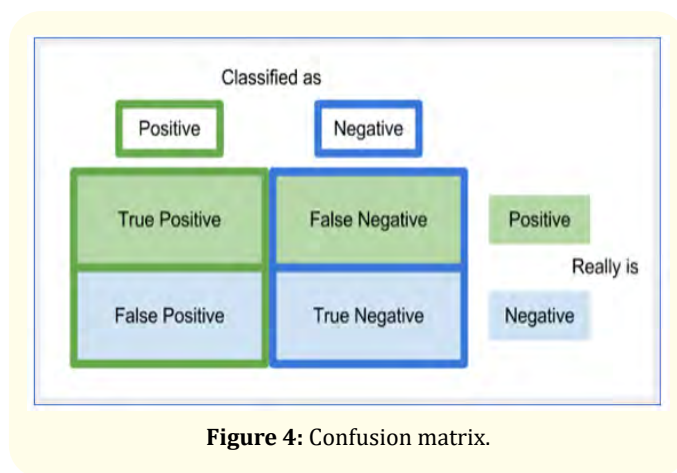 Classified as
Positive Negative
True Positive False Negative Positive
Really is
False Positive True Negative Negative
Figure 4: Confusion matrix.